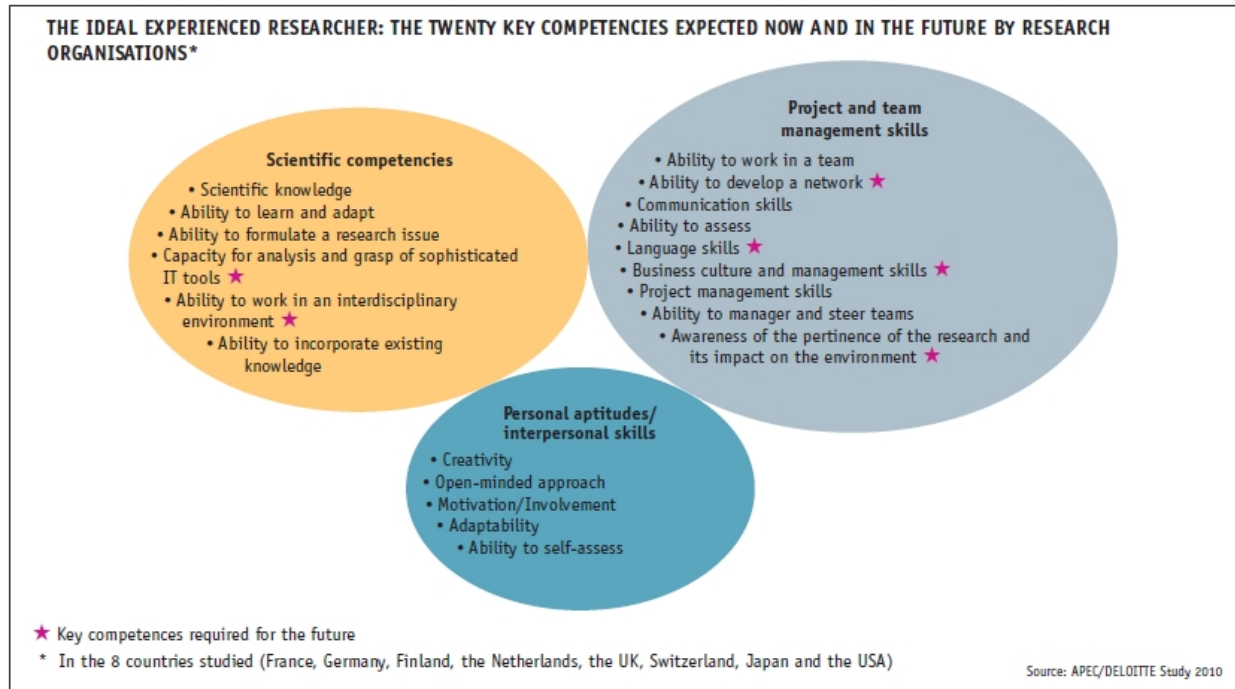 THE IDEAL EXPERIENCED RESEARCHER: THE TWENTY KEY COMPETENCIES EXPECTED NOW AND IN THE FUTURE BY RESEARCH
ORGANISATIONS*
Scientific competencies
• Scientific knowledge
• Ability to learn and adapt
• Ability to formulate a research issue
• Capacity for analysis and grasp of sophisticated
IT tools ★
• Ability to work in an interdisciplinary
environment ★
• Ability to incorporate existing
knowledge
Project and team
management skills
• Ability to work in a team
• Ability to develop a network ★
• Communication skills
• Ability to assess
• Language skills ★
• Business culture and management skills ★
• Project management skills
• Ability to manager and steer teams
• Awareness of the pertinence of the research and
its impact on the environment ★
Personal aptitudes/
interpersonal skills
• Creativity
• Open-minded approach
• Motivation/Involvement
• Adaptability
• Ability to self-assess
★ Key competences required for the future
* In the 8 countries studied (France, Germany, Finland, the Netherlands, the UK, Switzerland, Japan and the USA)
Source: APEC/DELOITTE Study 2010